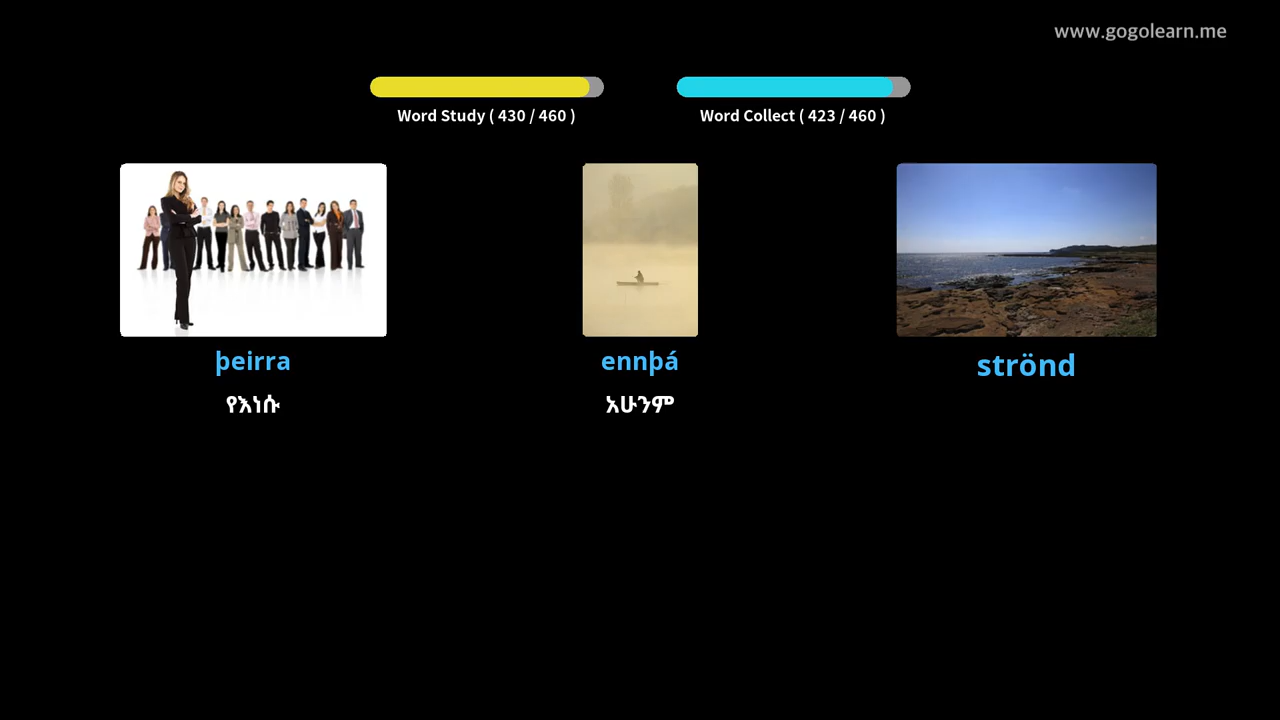 www.gogolearn.me
Word Study ( 430 / 460 )
Word Collect ( 423 / 460 )
þeirra
ennþá
strönd
የእነሱ
አሁንም